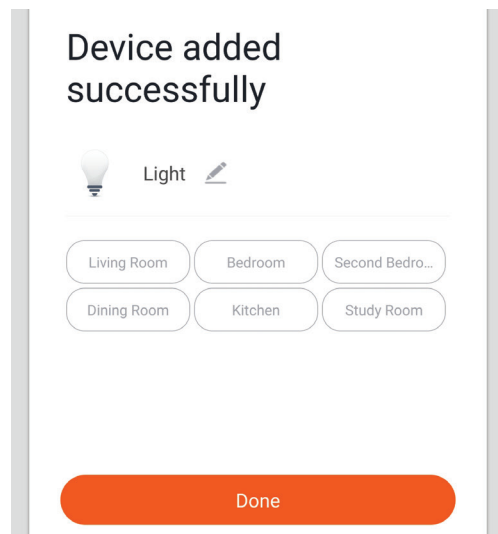 Device added
successfully
Light
Living Room
Bedroom
Second Bedro...
Dining Room
Kitchen
Study Room
Done